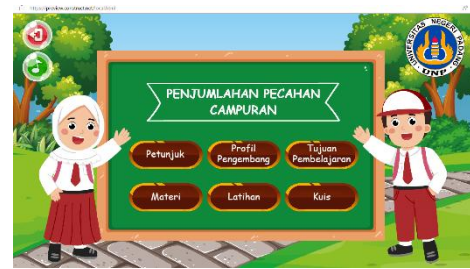 UNIVERSITAS NEGERI PADANG
UNP
PENJUMLAHAN PECAHAN
CAMPURAN
Petunjuk
Profil
Pengembang
Tujuan
Pembelajaran
Materi
Latihan
Kuis